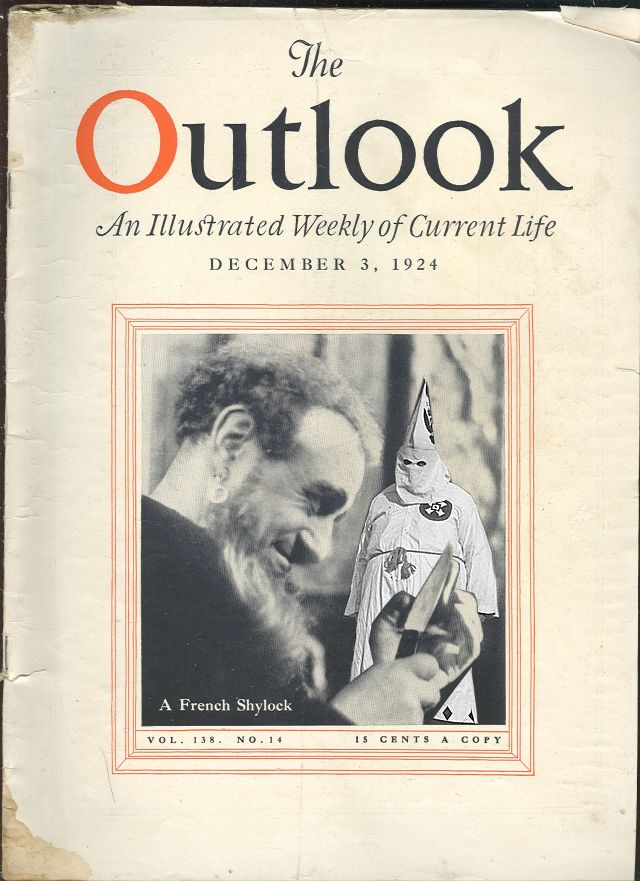 The
Outlook
An Illustrated Weekly of Current Life
DECEMBER 3, 1924
A French Shylock
VOL. 138. NO. 14 15 CENTS A COPY